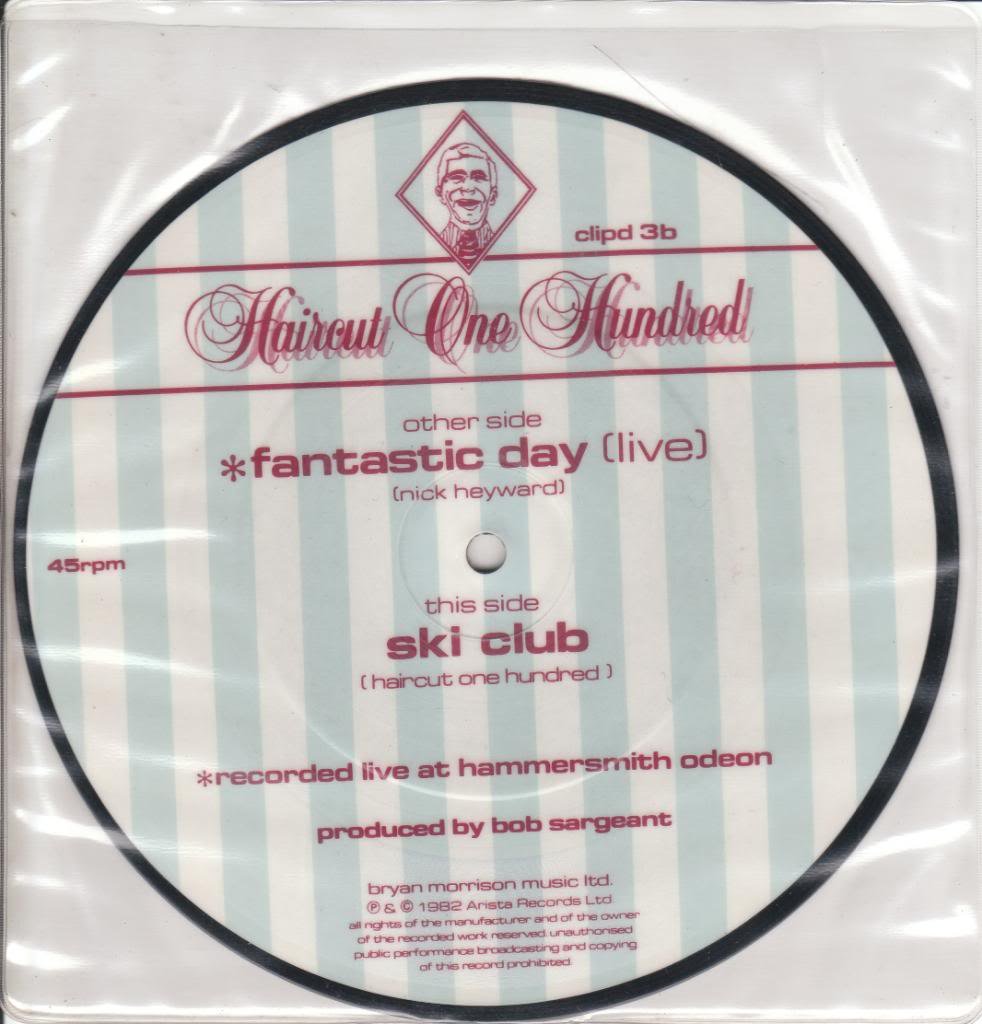 clipd 3b
Haircut One Hundred
other side
*fantastic day (live)
(nick heyward)
45rpm
this side
ski club
( haircut one hundred )
*recorded live at hammersmith odeon
produced by bob sargeant
bryan morrison music ltd.
℗ & © 1982 Arista Records Ltd
all rights of the manufacturer and of the owner
of the recorded work reserved. unauthorised
public performance broadcasting and copying
of this record prohibited.